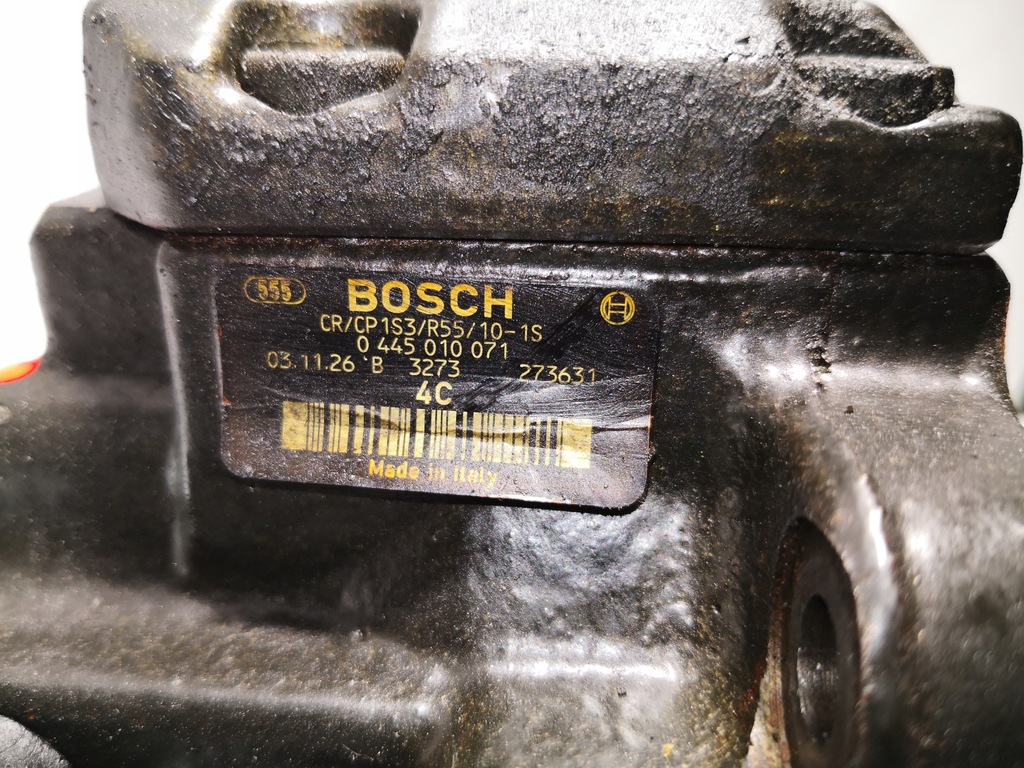 555 BOSCH
CR/CP1S3/R55/10-1S
0 445 010 071
03.11.26 B 3273 273631
4C
Made in Italy